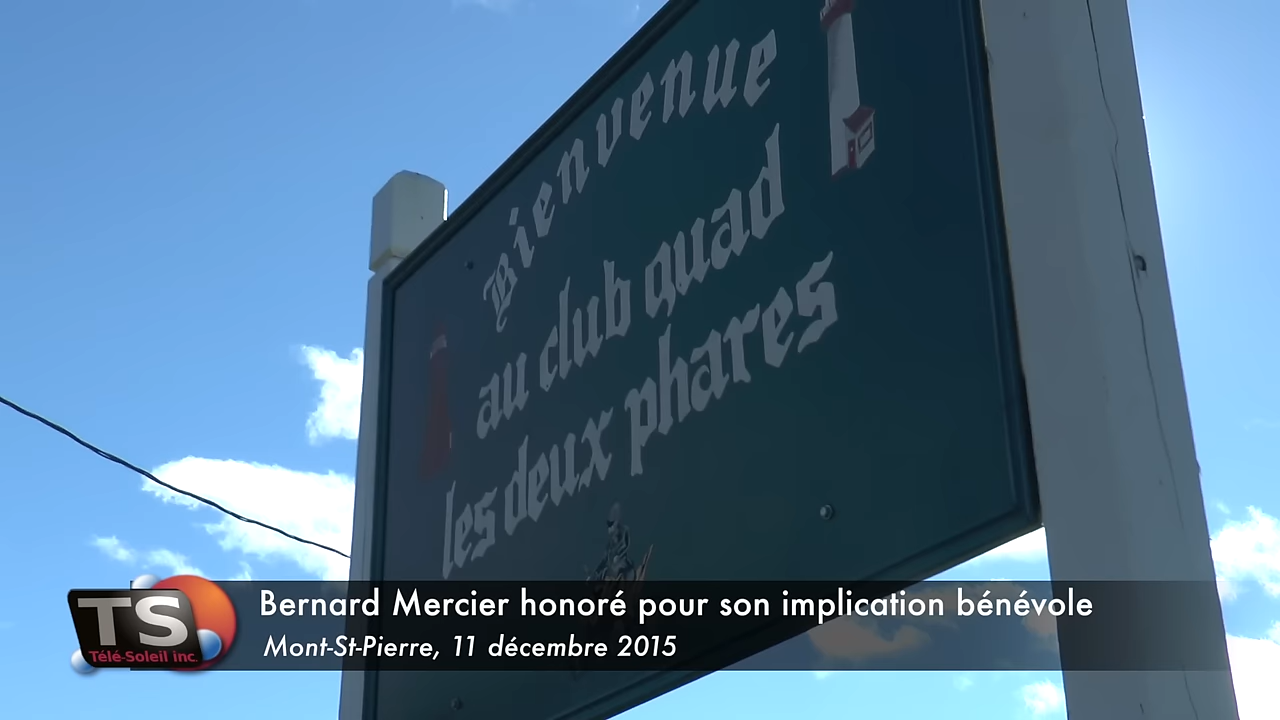 Bienvenue
au club quad
les deux phares
TS
Télé-Soleil inc.
Bernard Mercier honoré pour son implication bénévole
Mont-St-Pierre, 11 décembre 2015